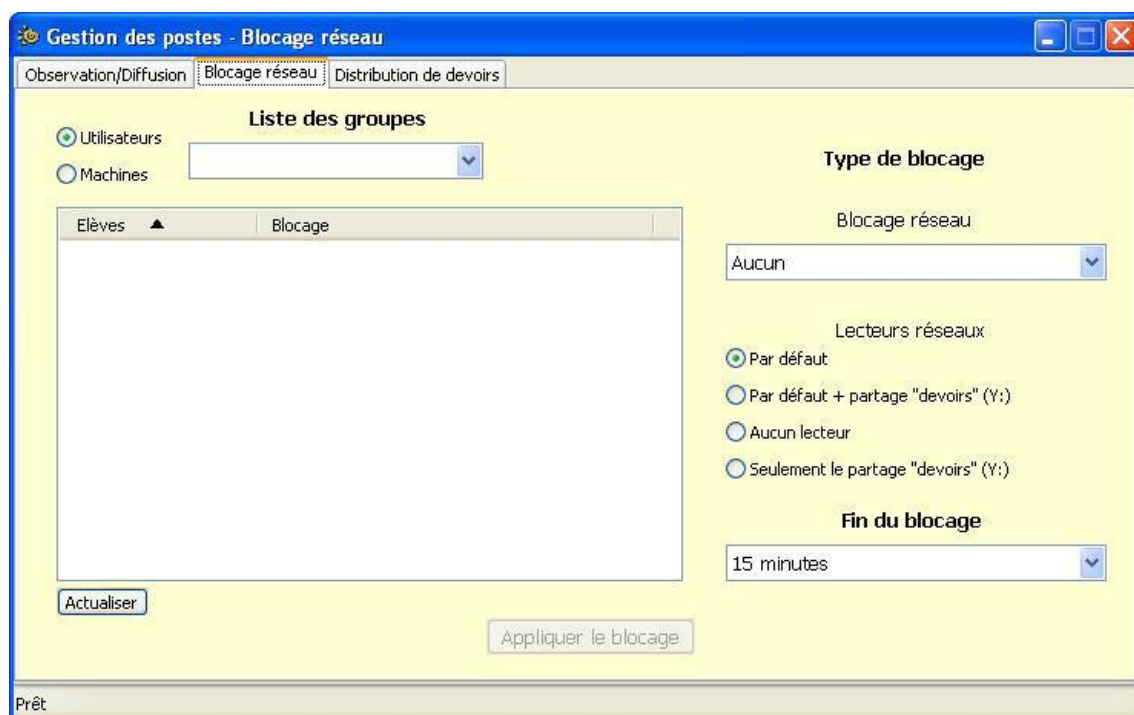 Gestion des postes - Blocage réseau
Observation/Diffusion Blocage réseau Distribution de devoirs
Liste des groupes
Utilisateurs
Machines
Elèves Blocage
Actualiser
Type de blocage
Blocage réseau
Aucun
Lecteurs réseaux
Par défaut
Par défaut + partage "devoirs" (Y:)
Aucun lecteur
Seulement le partage "devoirs" (Y:)
Fin du blocage
15 minutes
Appliquer le blocage
Prêt